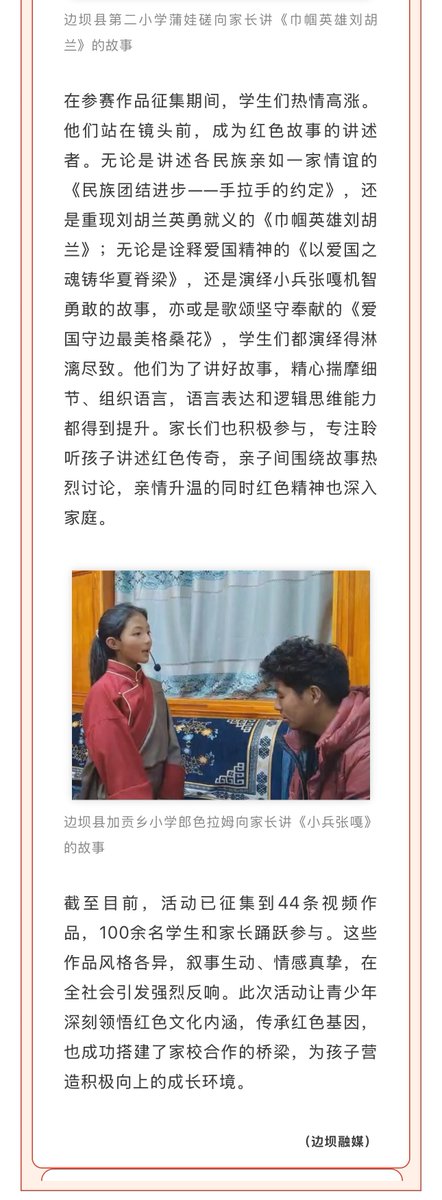 边坝县第二小学蒲娃磋向家长讲《巾帼英雄刘胡
兰》的故事
在参赛作品征集期间，学生们热情高涨。
他们站在镜头前，成为红色故事的讲述
者。无论是讲述各民族亲如一家情谊的
《民族团结进步——手拉手的约定》，还
是重现刘胡兰英勇就义的《巾帼英雄刘胡
兰》；无论是诠释爱国精神的《以爱国之
魂铸华夏脊梁》，还是演绎小兵张嘎机智
勇敢的故事，亦或是歌颂坚守奉献的《爱
国守边最美格桑花》，学生们都演绎得淋
漓尽致。他们为了讲好故事，精心揣摩细
节、组织语言，语言表达和逻辑思维能力
都得到提升。家长们也积极参与，专注聆
听孩子讲述红色传奇，亲子间围绕故事热
烈讨论，亲情升温的同时红色精神也深入
家庭。
边坝县加贡乡小学郎色拉姆向家长讲《小兵张嘎》
的故事
截至目前，活动已征集到44条视频作
品，100余名学生和家长踊跃参与。这些
作品风格各异，叙事生动、情感真挚，在
全社会引发强烈反响。此次活动让青少年
深刻领悟红色文化内涵，传承红色基因，
也成功搭建了家校合作的桥梁，为孩子营
造积极向上的成长环境。
（边坝融媒）